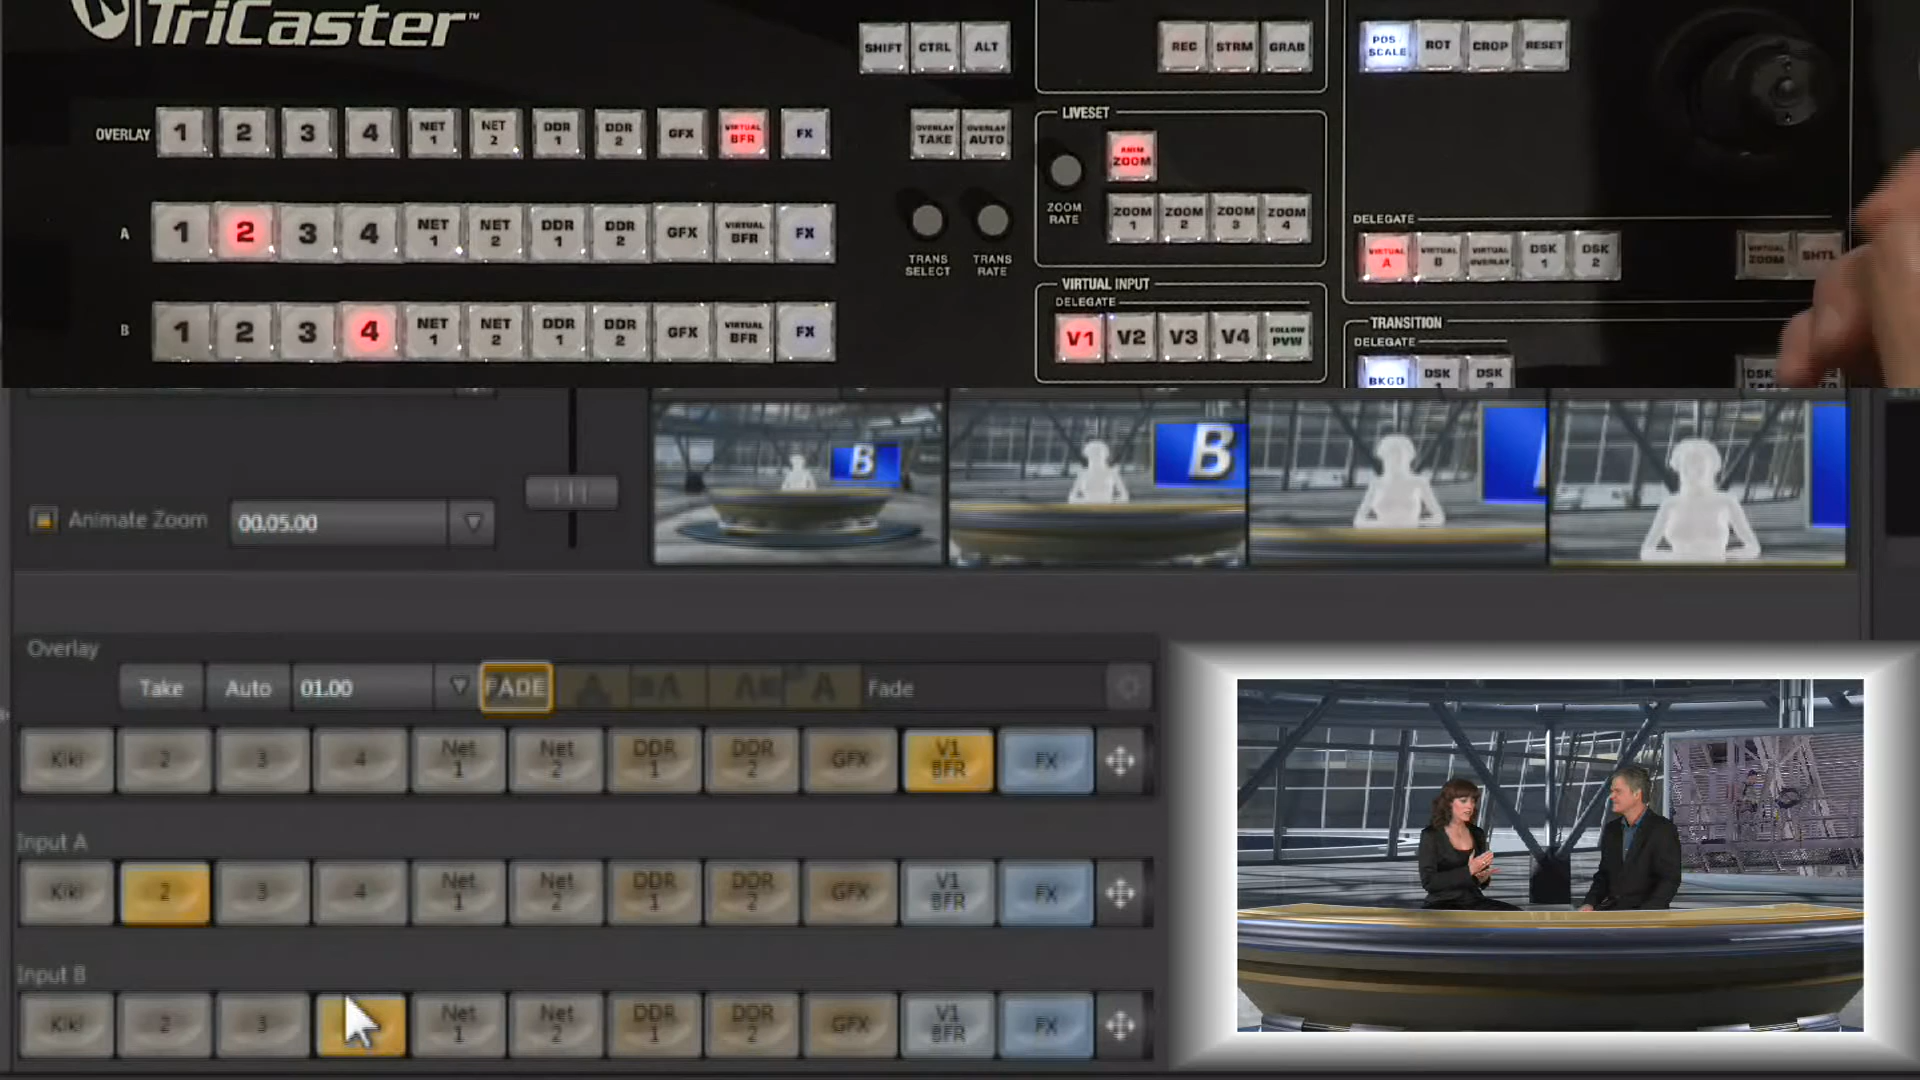 TriCaster™
SHIFT CTRL ALT
REC STRM GRAB
POS SCALE ROT CROP RESET
OVERLAY 1 2 3 4 NET 1 NET 2 DDR 1 DDR 2 GFX VIRTUAL BFR FX
OVERLAY TAKE OVERLAY AUTO
LIVESET
ANIM ZOOM
ZOOM RATE
ZOOM 1 ZOOM 2 ZOOM 3 ZOOM 4
A 1 2 3 4 NET 1 NET 2 DDR 1 DDR 2 GFX VIRTUAL BFR FX
TRANS SELECT TRANS RATE
DELEGATE
VIRTUAL A VIRTUAL B VIRTUAL OVERLAY DSK 1 DSK 2 VIRTUAL ZOOM SHTL
VIRTUAL INPUT
DELEGATE
V1 V2 V3 V4 FOLLOW PVW
B 1 2 3 4 NET 1 NET 2 DDR 1 DDR 2 GFX VIRTUAL BFR FX
TRANSITION
DELEGATE
BKGD DSK DSK
B
B
Animate Zoom 00.05.00
Overlay
Take Auto 01.00 FADE A A A A Fade
Kiki 2 3 4 Net 1 Net 2 DDR 1 DDR 2 GFX V1 BFR FX
Input A
Kiki 2 3 4 Net 1 Net 2 DDR 1 DDR 2 GFX V1 BFR FX
Input B
Kiki 2 3 Net 1 Net 2 DDR 1 DDR 2 GFX V1 BFR FX